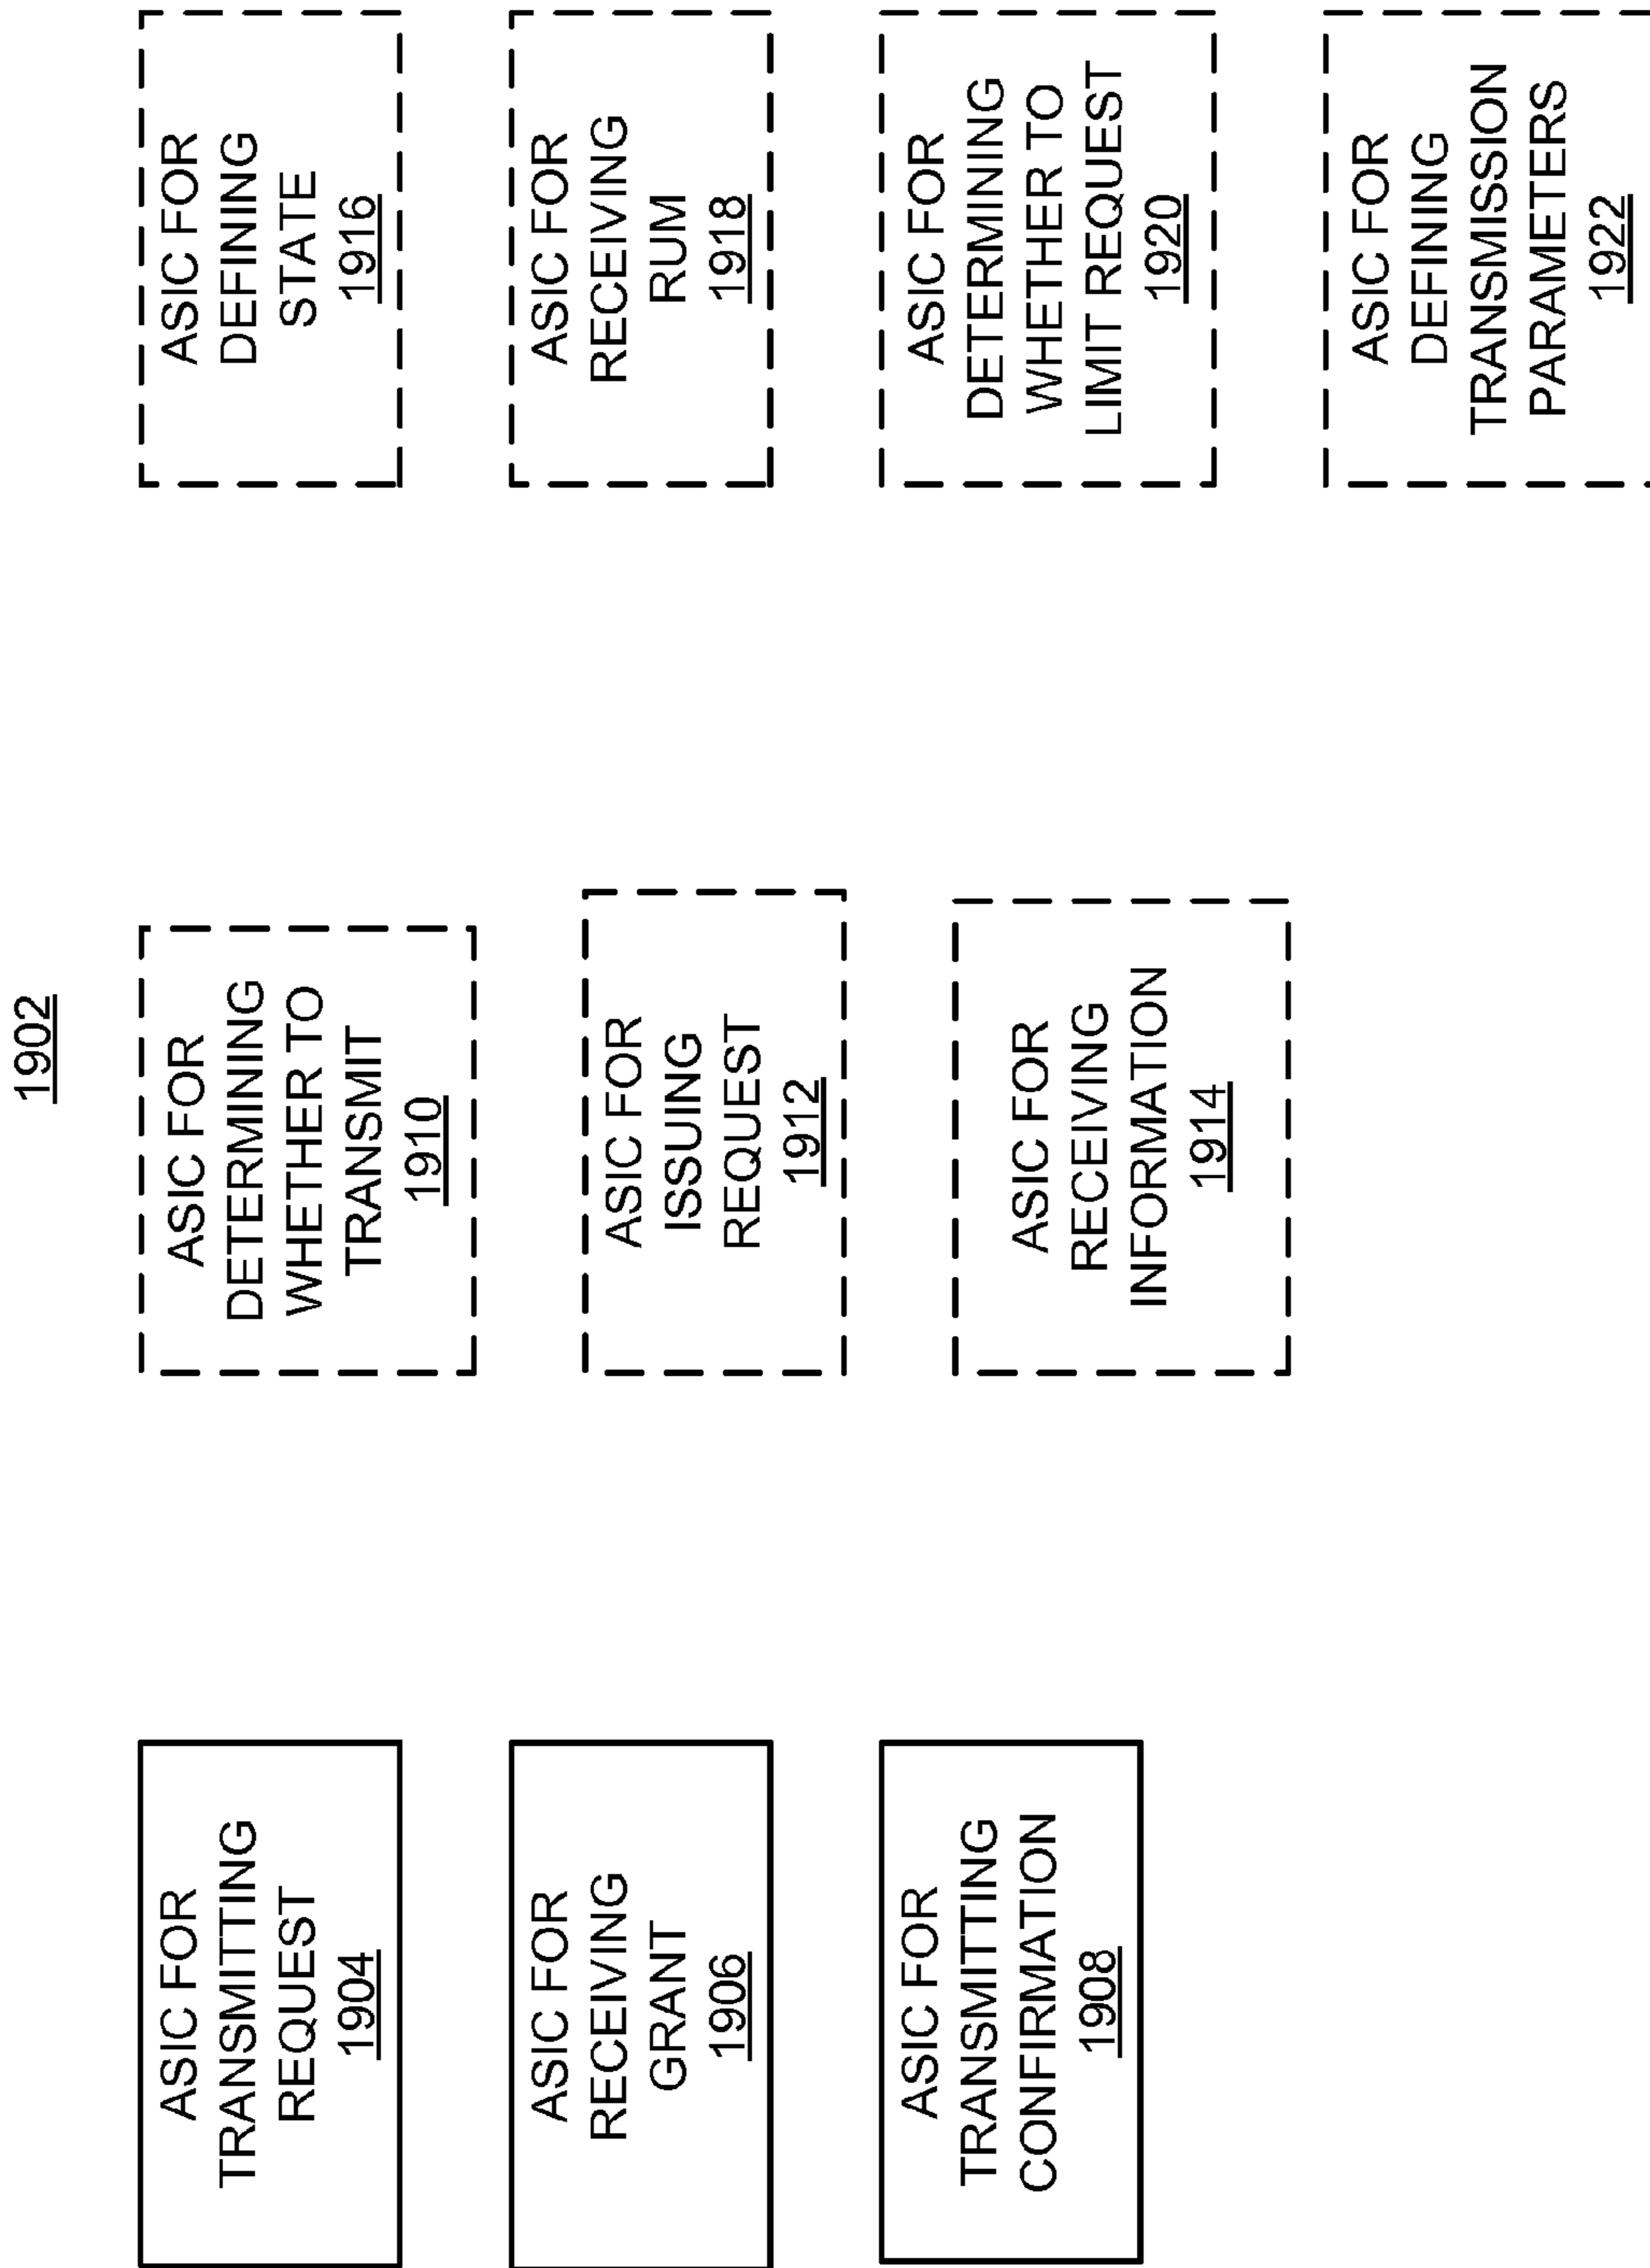 1902
ASIC FOR
TRANSMITTING
REQUEST
1904
ASIC FOR
RECEIVING
GRANT
1906
ASIC FOR
TRANSMITTING
CONFIRMATION
1908
ASIC FOR
DETERMINING
WHETHER TO
TRANSMIT
1910
ASIC FOR
ISSUING
REQUEST
1912
ASIC FOR
RECEIVING
INFORMATION
1914
ASIC FOR
DEFINING
STATE
1916
ASIC FOR
RECEIVING
RUM
1918
ASIC FOR
DETERMINING
WHETHER TO
LIMIT REQUEST
1920
ASIC FOR
DEFINING
TRANSMISSION
PARAMETERS
1922